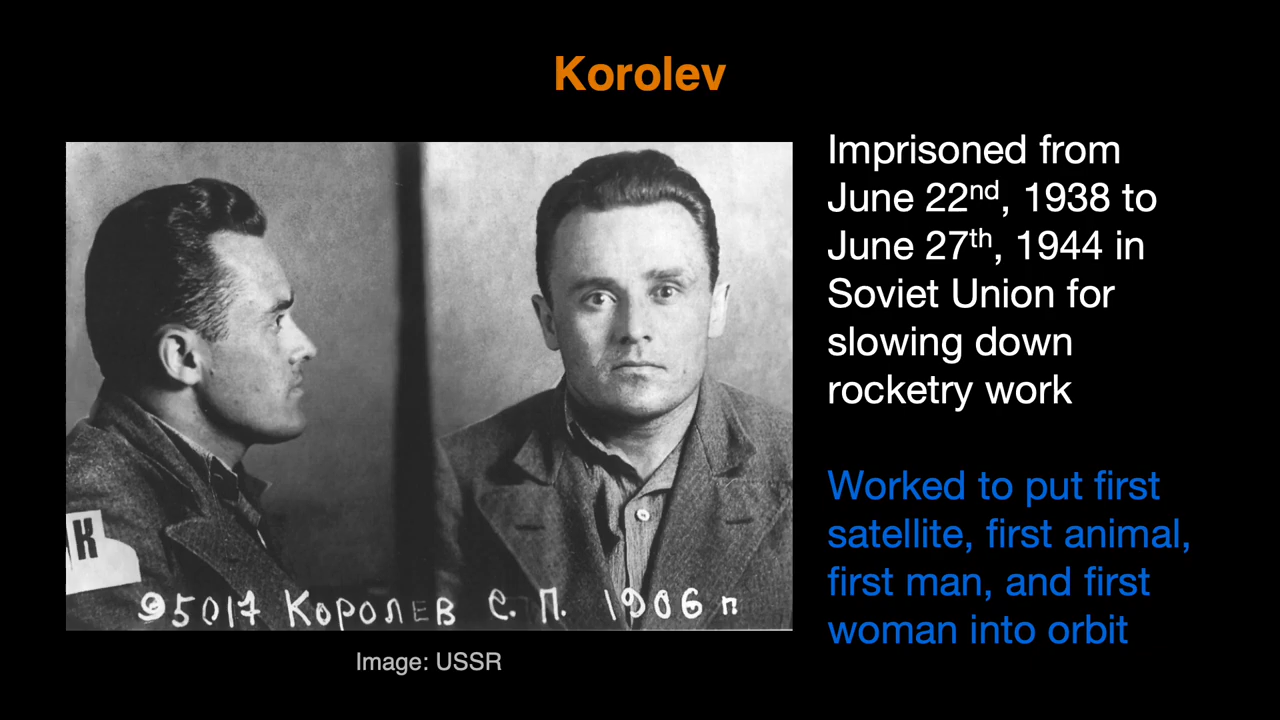 Korolev
Imprisoned from
June 22nd, 1938 to
June 27th, 1944 in
Soviet Union for
slowing down
rocketry work
Worked to put first
satellite, first animal,
first man, and first
woman into orbit
К
95017 Королев С. П. 1906 г
Image: USSR